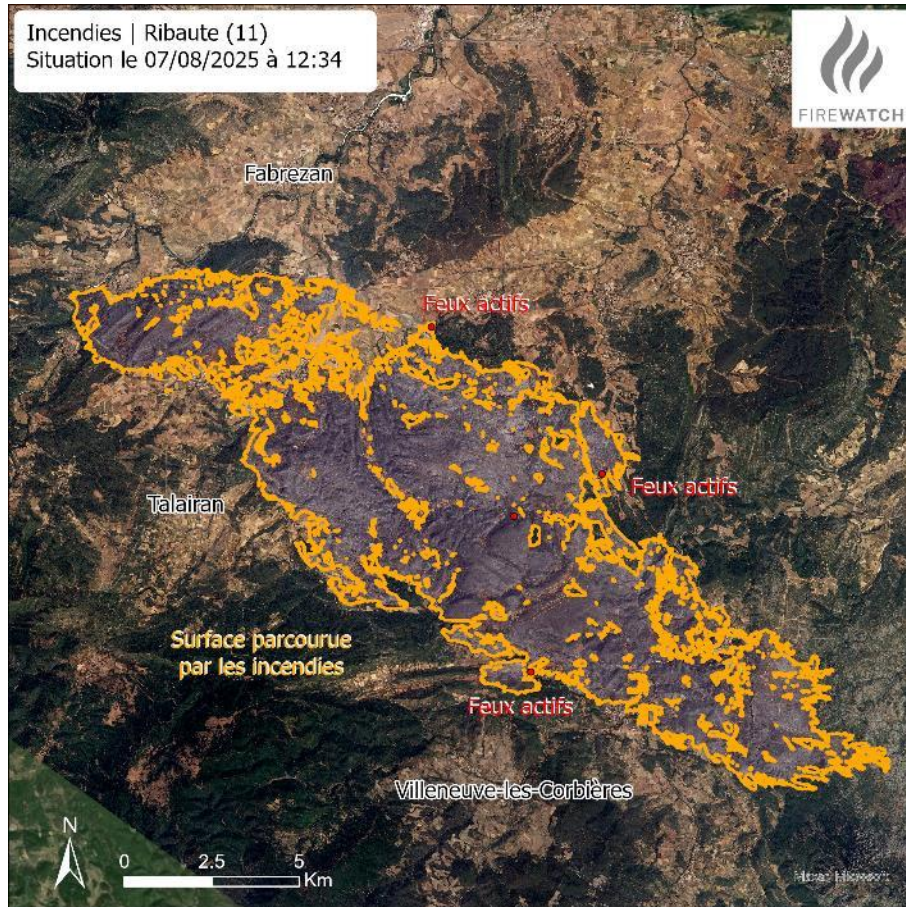 Incendies | Ribaute (11)
Situation le 07/08/2025 à 12:34
FIREWATCH
Fabrezan
Feux actifs
Feux actifs
Talairan
Surface parcourue
par les incendies
Feux actifs
Villeneuve-les-Corbières
N
0 2.5 5
Km
Microsoft